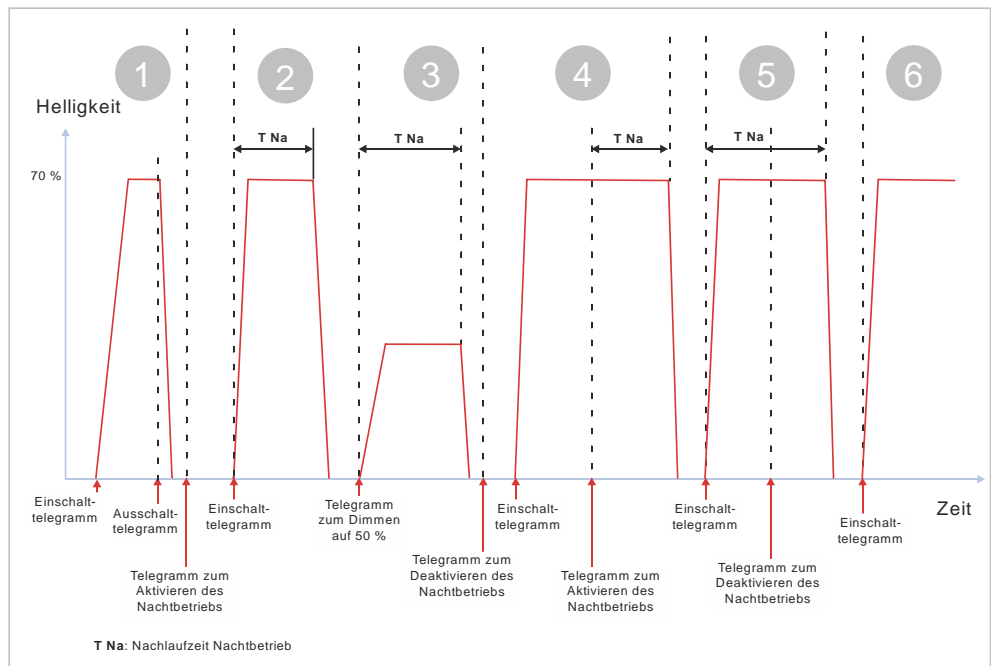 1
2
3
4
5
6
Helligkeit
T Na
T Na
T Na
T Na
70 %
Zeit
Einschalt-
telegramm
Ausschalt-
telegramm
Telegramm zum
Aktivieren des
Nachtbetriebs
Einschalt-
telegramm
Telegramm
zum Dimmen
auf 50 %
Telegramm zum
Deaktivieren des
Nachtbetriebs
Einschalt-
telegramm
Telegramm zum
Aktivieren des
Nachtbetriebs
Einschalt-
telegramm
Telegramm zum
Deaktivieren des
Nachtbetriebs
Einschalt-
telegramm
T Na: Nachlaufzeit Nachtbetrieb